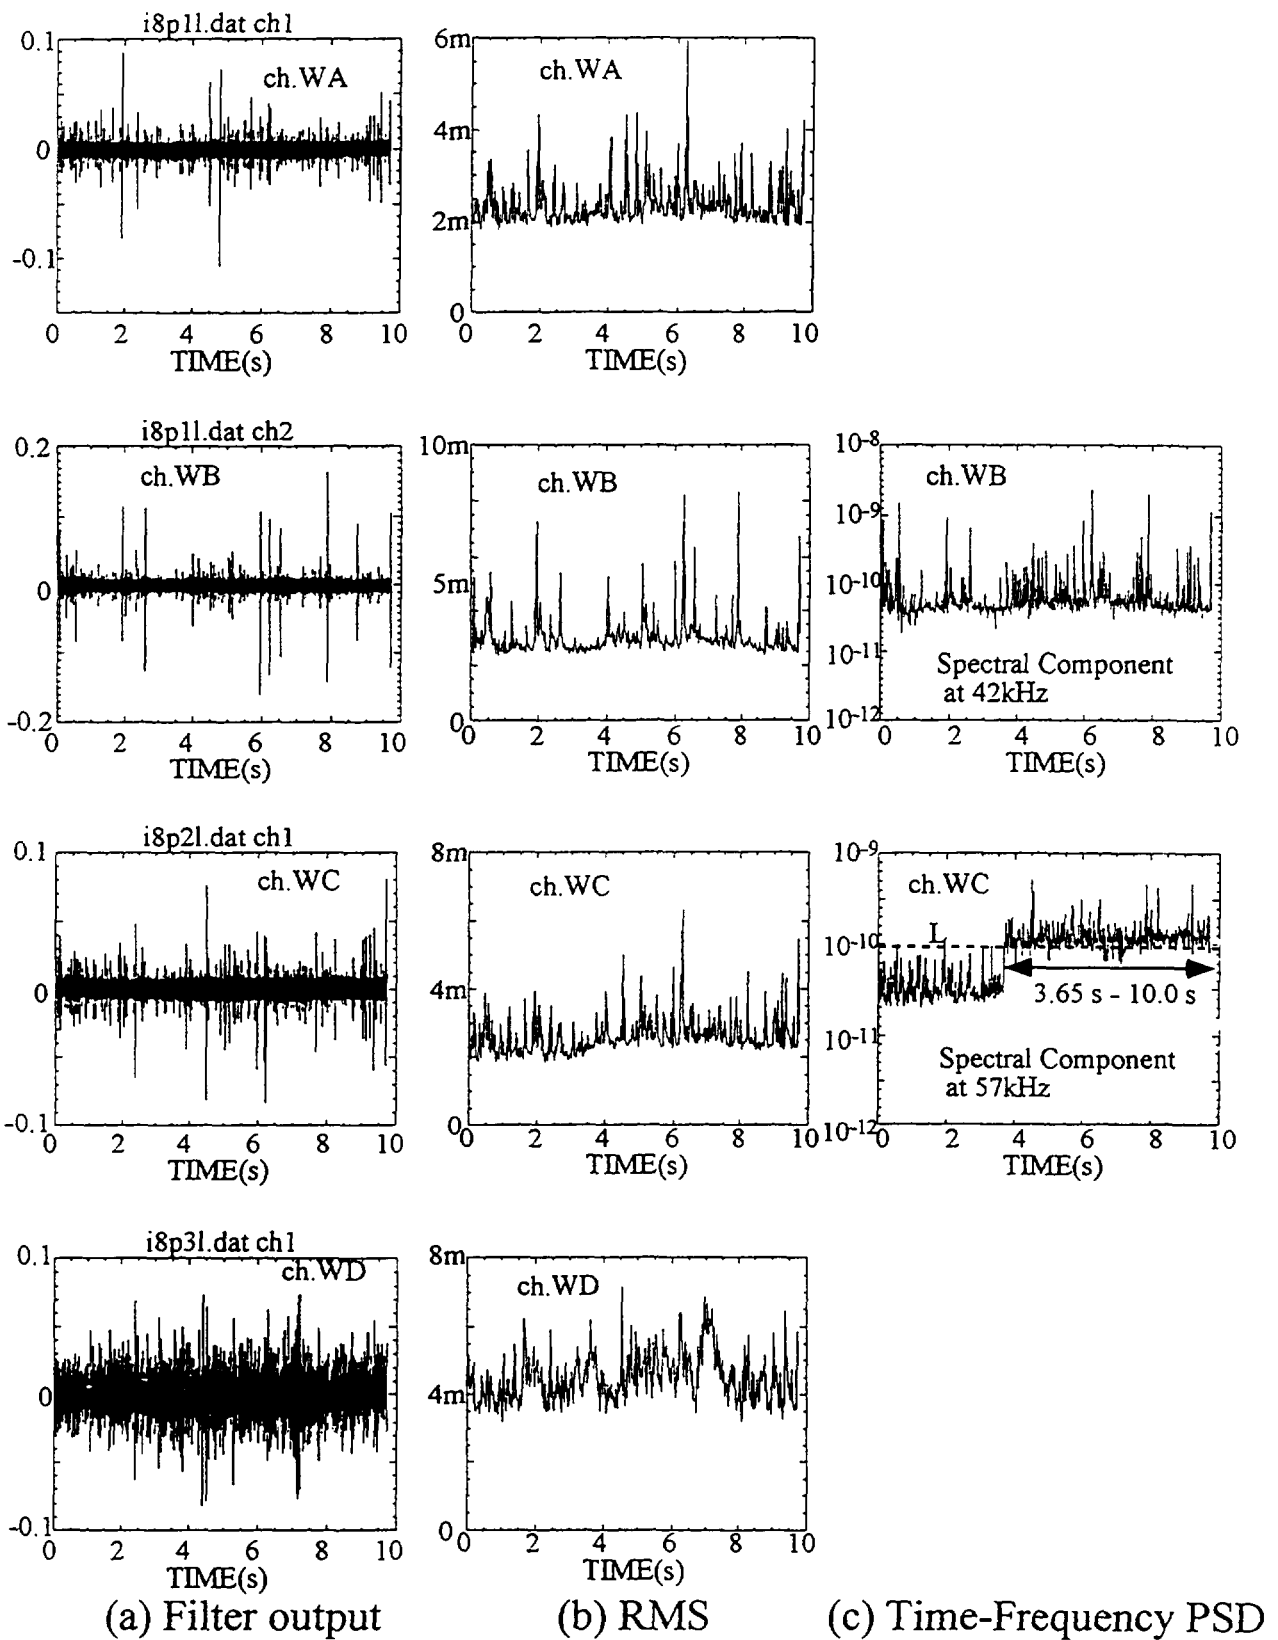 i8p1l.dat ch1
0.1
ch.WA
0
-0.1
0 2 4 6 8 10
TIME(s)
6m
ch.WA
4m
2m
0
0 2 4 6 8 10
TIME(s)
i8p1l.dat ch2
0.2
ch.WB
0
-0.2
0 2 4 6 8 10
TIME(s)
10m
ch.WB
5m
0
0 2 4 6 8 10
TIME(s)
10-8
ch.WB
10-9
10-10
10-11
Spectral Component
at 42kHz
10-12
0 2 4 6 8 10
TIME(s)
i8p2l.dat ch1
0.1
ch.WC
0
-0.1
0 2 4 6 8 10
TIME(s)
8m
ch.WC
4m
0
0 2 4 6 8 10
TIME(s)
10-9
ch.WC
L
10-10
3.65 s - 10.0 s
10-11
Spectral Component
at 57kHz
10-12
0 2 4 6 8 10
TIME(s)
i8p3l.dat ch1
0.1
ch.WD
0
-0.1
0 2 4 6 8 10
TIME(s)
8m
ch.WD
4m
0
0 2 4 6 8 10
TIME(s)
(a) Filter output
(b) RMS
(c) Time-Frequency PSD